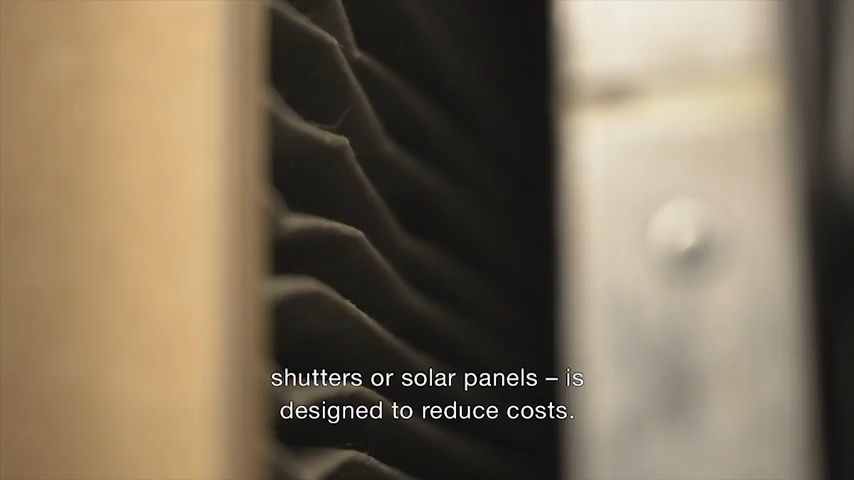 shutters or solar panels – is
designed to reduce costs.